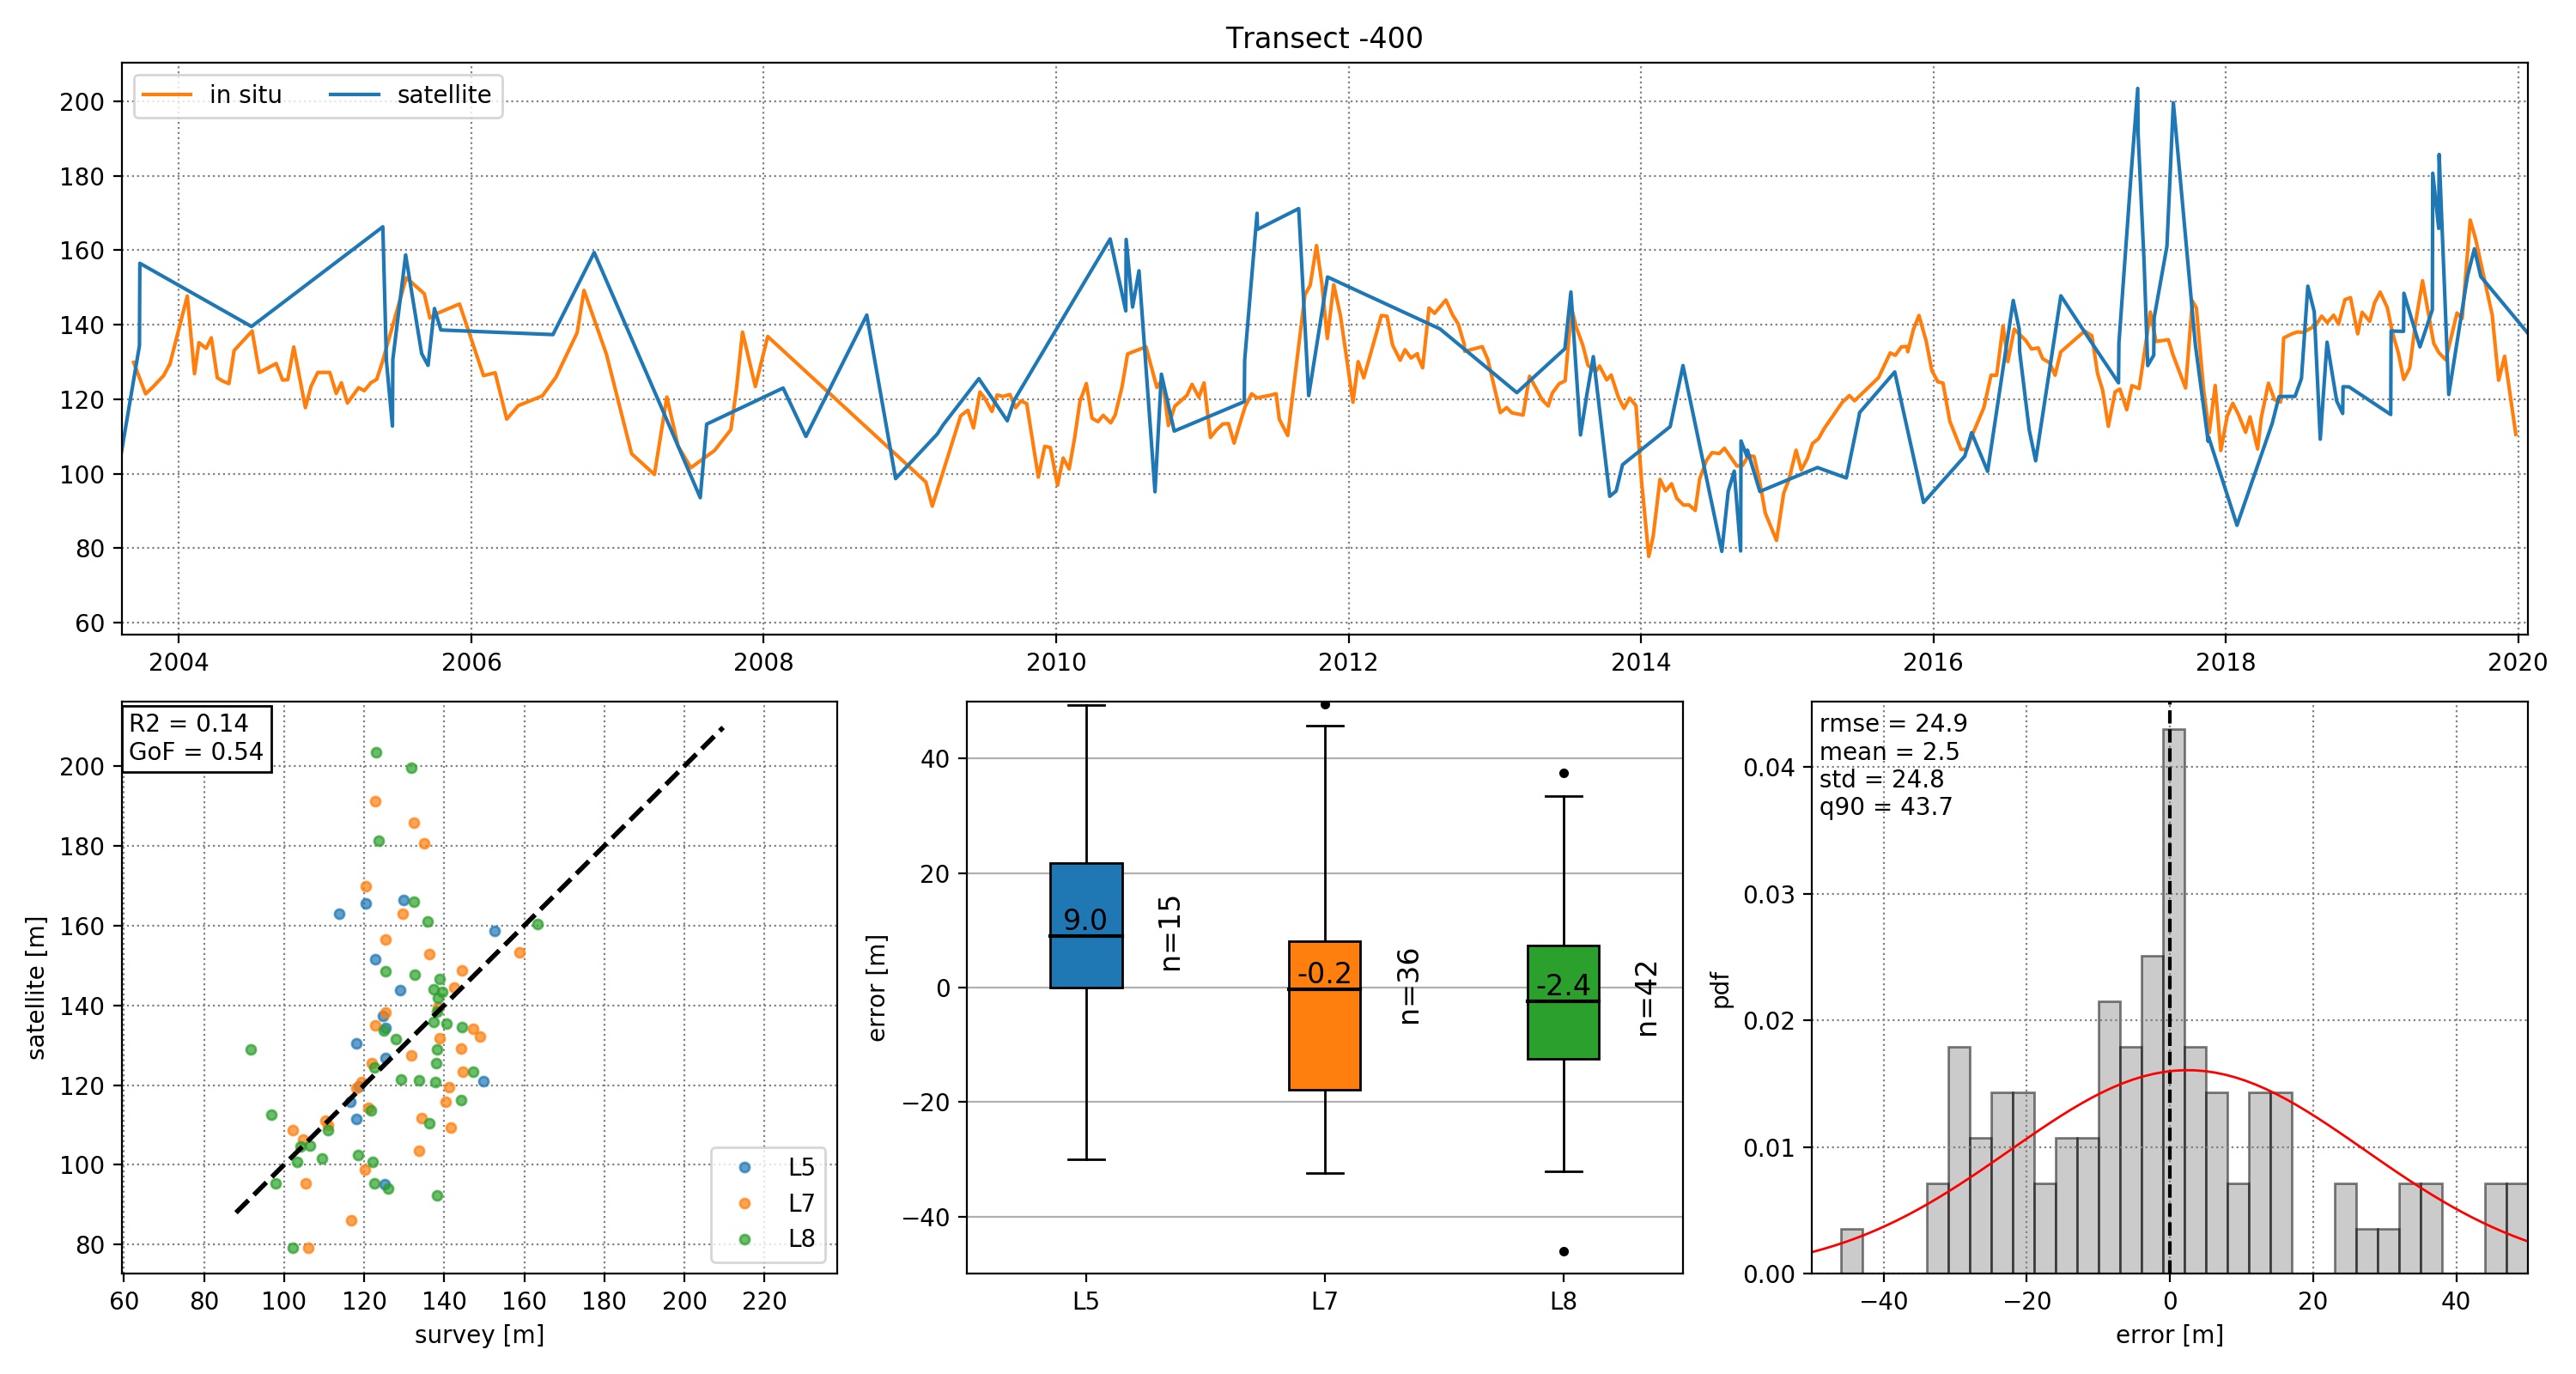 Transect -400
in situ satellite
200
180
160
140
120
100
80
60
2004 2006 2008 2010 2012 2014 2016 2018 2020
R2 = 0.14
GoF = 0.54
satellite [m]
200
180
160
140
120
100
80
L5
L7
L8
60 80 100 120 140 160 180 200 220
survey [m]
error [m]
40
20
0
−20
−40
9.0
n=15
-0.2
n=36
-2.4
n=42
L5 L7 L8
rmse = 24.9
mean = 2.5
std = 24.8
q90 = 43.7
pdf
0.04
0.03
0.02
0.01
0.00
−40 −20 0 20 40
error [m]